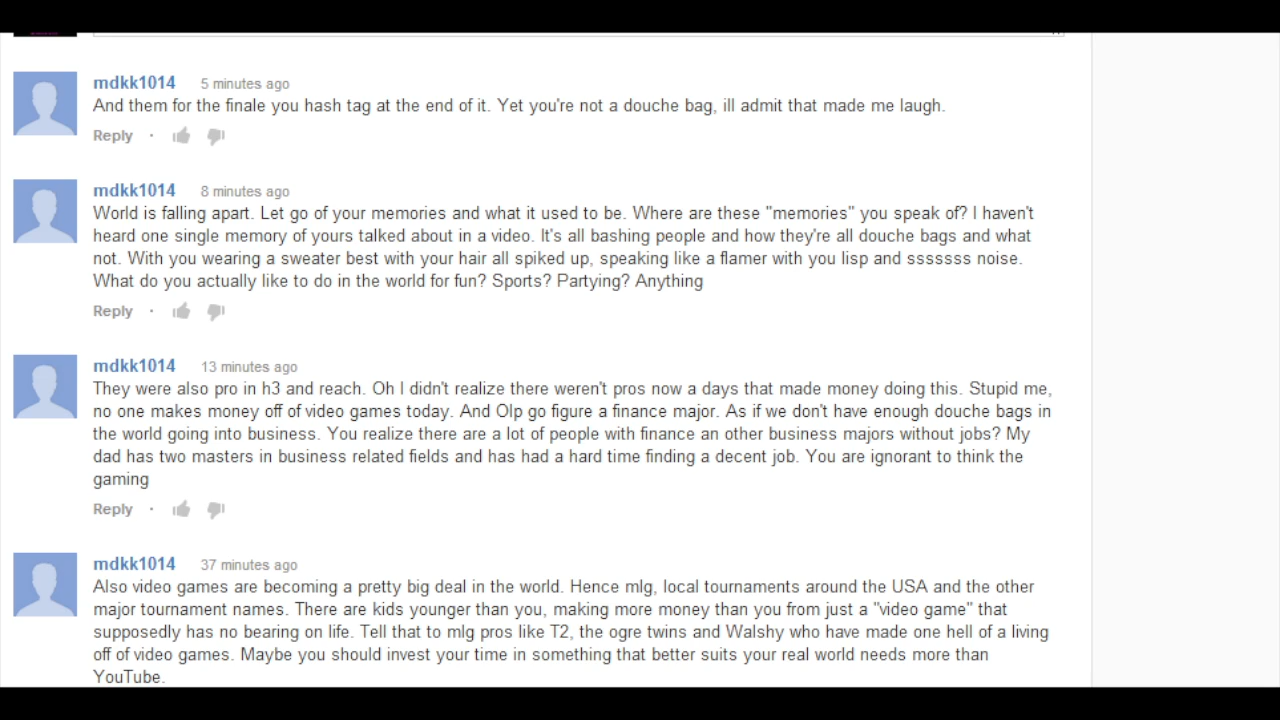 mdkk1014 5 minutes ago
And them for the finale you hash tag at the end of it. Yet you're not a douche bag, ill admit that made me laugh.
Reply ·
mdkk1014 8 minutes ago
World is falling apart. Let go of your memories and what it used to be. Where are these "memories" you speak of? I haven't
heard one single memory of yours talked about in a video. It's all bashing people and how they're all douche bags and what
not. With you wearing a sweater best with your hair all spiked up, speaking like a flamer with you lisp and sssssss noise.
What do you actually like to do in the world for fun? Sports? Partying? Anything
Reply ·
mdkk1014 13 minutes ago
They were also pro in h3 and reach. Oh I didn't realize there weren't pros now a days that made money doing this. Stupid me,
no one makes money off of video games today. And Olp go figure a finance major. As if we don't have enough douche bags in
the world going into business. You realize there are a lot of people with finance an other business majors without jobs? My
dad has two masters in business related fields and has had a hard time finding a decent job. You are ignorant to think the
gaming
Reply ·
mdkk1014 37 minutes ago
Also video games are becoming a pretty big deal in the world. Hence mlg, local tournaments around the USA and the other
major tournament names. There are kids younger than you, making more money than you from just a "video game" that
supposedly has no bearing on life. Tell that to mlg pros like T2, the ogre twins and Walshy who have made one hell of a living
off of video games. Maybe you should invest your time in something that better suits your real world needs more than
YouTube.